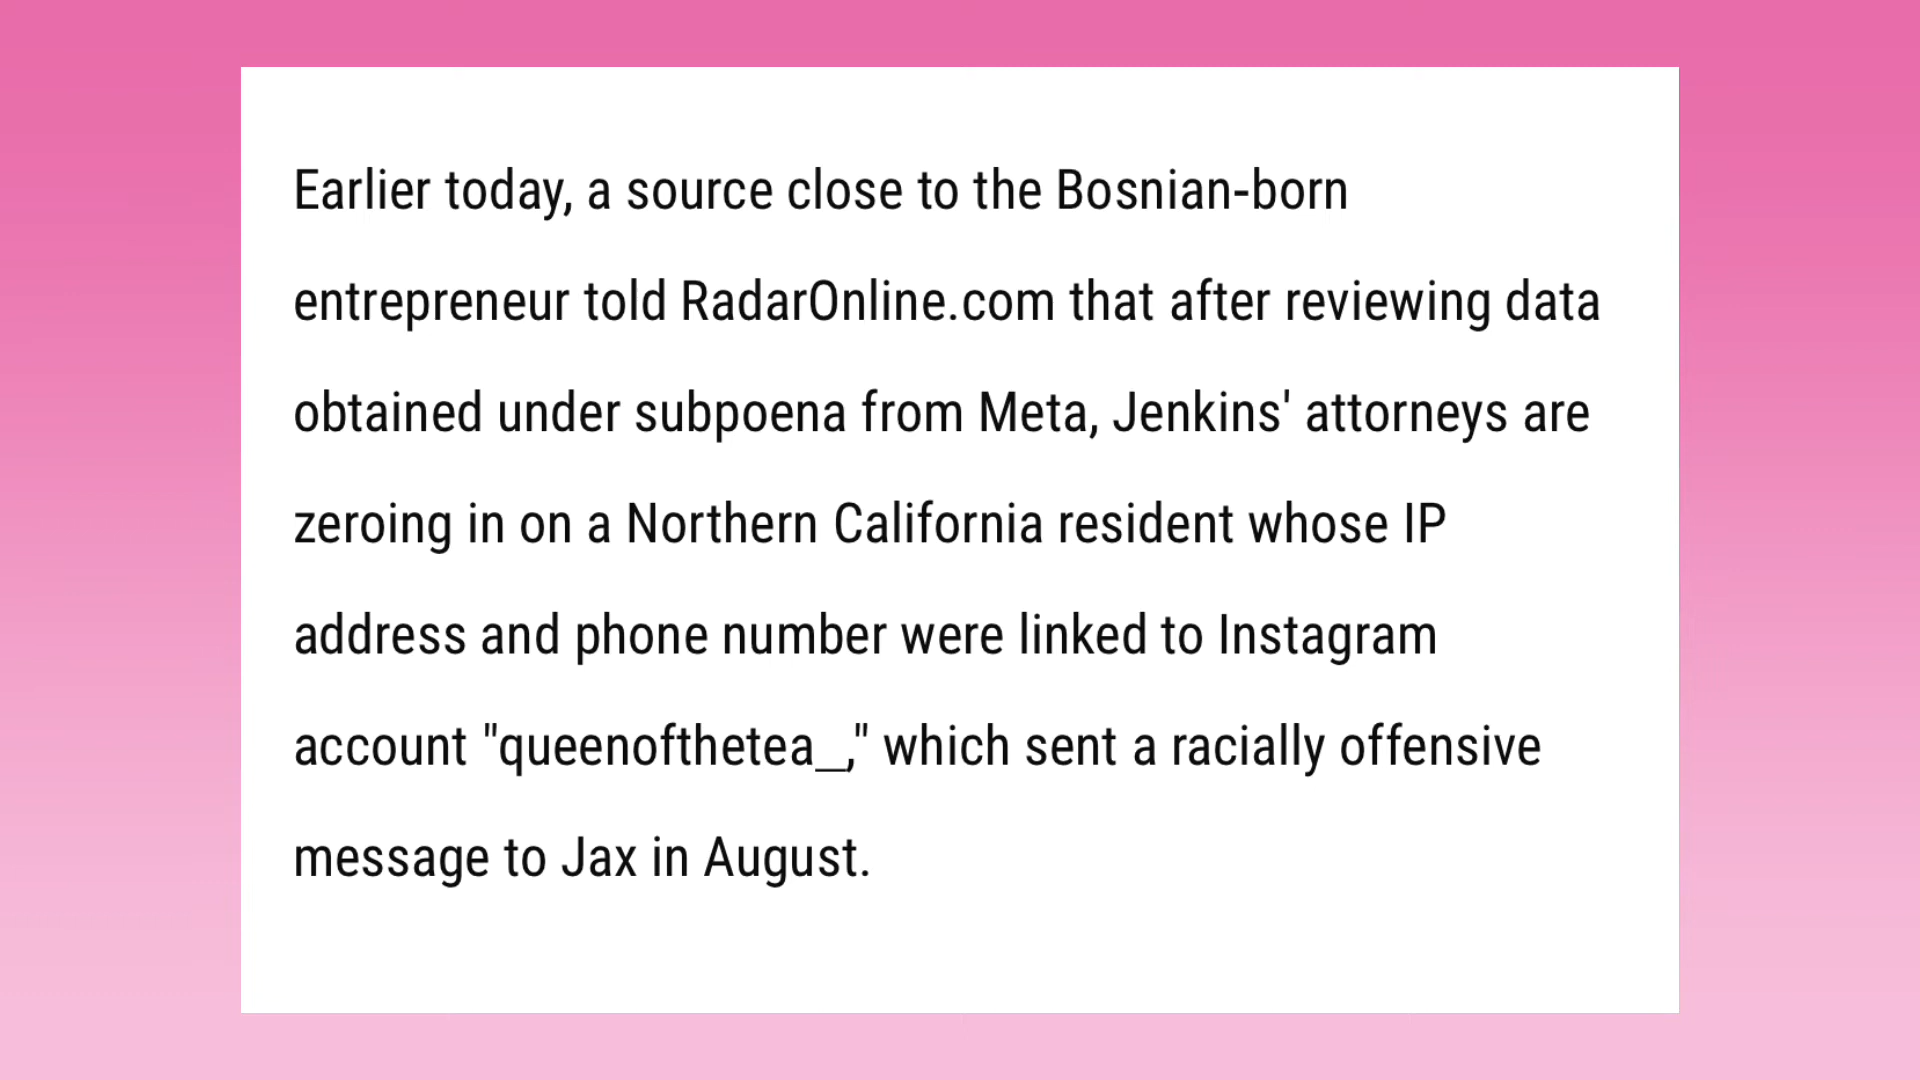 Earlier today, a source close to the Bosnian-born
entrepreneur told RadarOnline.com that after reviewing data
obtained under subpoena from Meta, Jenkins' attorneys are
zeroing in on a Northern California resident whose IP
address and phone number were linked to Instagram
account "queenofthetea_," which sent a racially offensive
message to Jax in August.